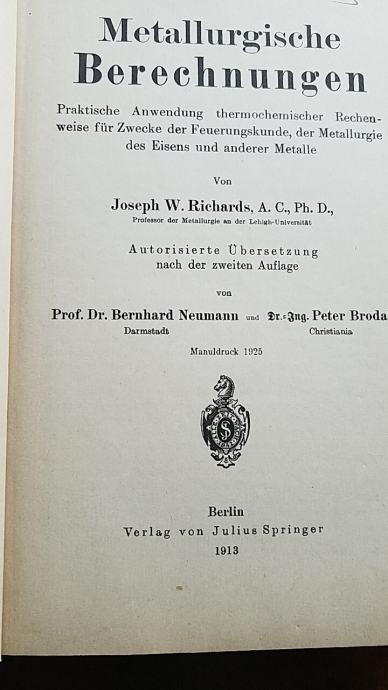 Metallurgische
Berechnungen
Praktische Anwendung thermochemischer Rechen-
weise für Zwecke der Feuerungskunde, der Metallurgie
des Eisens und anderer Metalle
Von
Joseph W. Richards, A. C., Ph. D.,
Professor der Metallurgie an der Lehigh-Universität
Autorisierte Übersetzung
nach der zweiten Auflage
von
Prof. Dr. Bernhard Neumann und Dr.=Ing. Peter Broda
Darmstadt Christiania
Manuldruck 1925
Berlin
Verlag von Julius Springer
1913